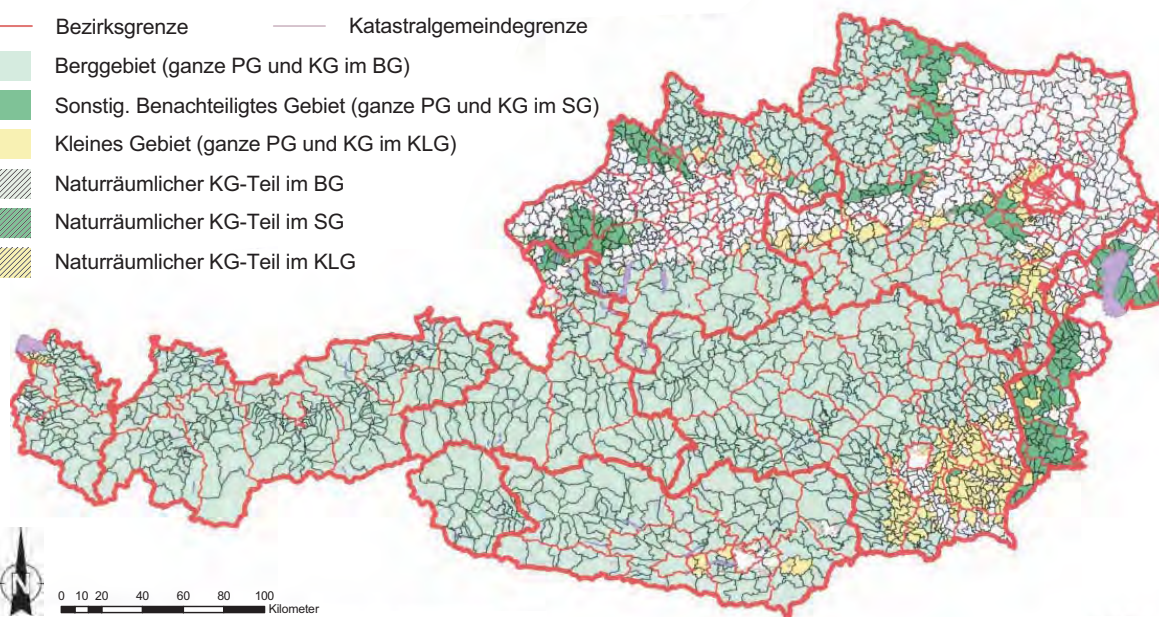 Bezirksgrenze
Katastralgemeindegrenze
Berggebiet (ganze PG und KG im BG)
Sonstig. Benachteiligtes Gebiet (ganze PG und KG im SG)
Kleines Gebiet (ganze PG und KG im KLG)
Naturräumlicher KG-Teil im BG
Naturräumlicher KG-Teil im SG
Naturräumlicher KG-Teil im KLG
N
0 10 20 40 60 80 100
Kilometer